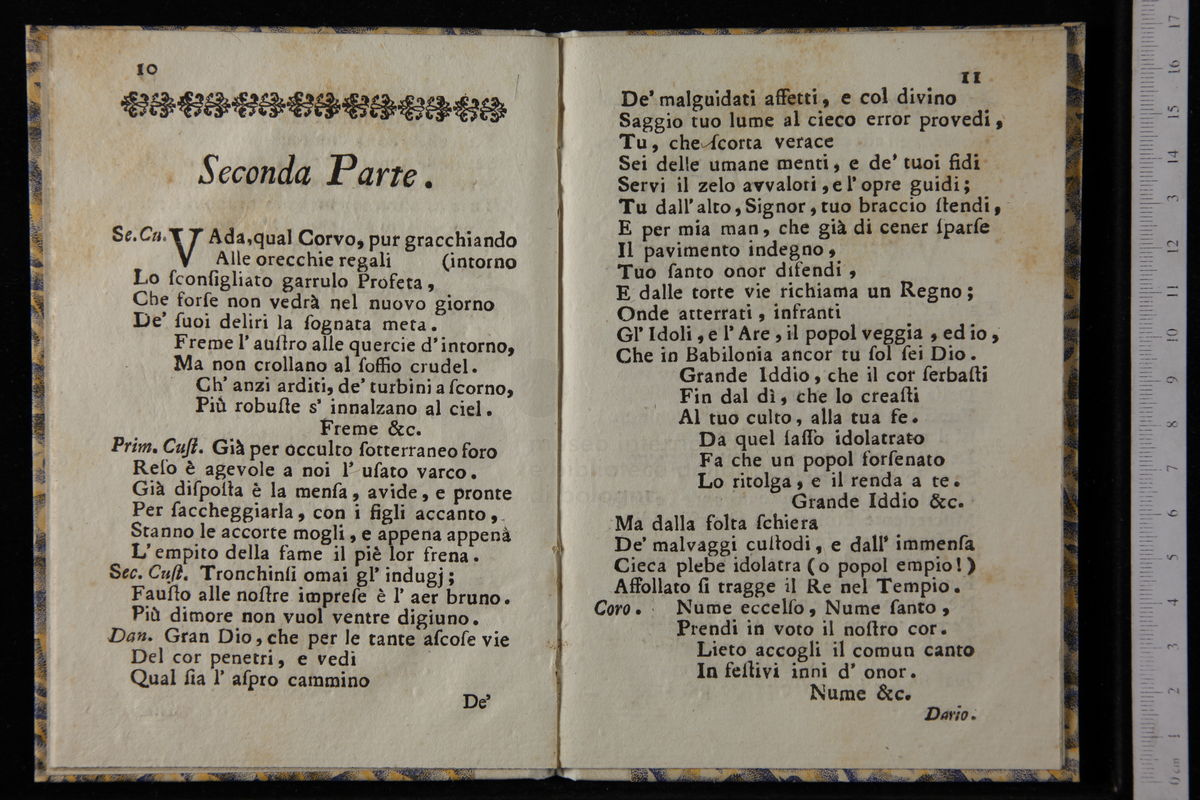 10
Seconda Parte.
Se.Cu. VAda, qual Corvo, pur gracchiando
Alle orecchie regali (intorno
Lo ſconſigliato garrulo Profeta,
Che forſe non vedrà nel nuovo giorno
De' ſuoi deliri la ſognata meta.
Freme l' auſtro alle quercie d'intorno,
Ma non crollano al ſoffio crudel.
Ch' anzi arditi, de' turbini a ſcorno,
Più robuſte s' innalzano al ciel.
Freme &c.
Prim. Cuſt. Già per occulto ſotterraneo foro
Reſo è agevole a noi l' uſato varco.
Già diſpoſta è la menſa, avide, e pronte
Per ſaccheggiarla, con i figli accanto,
Stanno le accorte mogli, e appena appenà
L' empito della fame il piè lor frena.
Sec. Cuſt. Tronchinſi omai gl' indugj;
Fauſto alle noſtre impreſe è l' aer bruno.
Più dimore non vuol ventre digiuno.
Dan. Gran Dio, che per le tante aſcoſe vie
Del cor penetri, e vedi
Qual ſia l' aſpro cammino
De'
11
De' malguidati affetti, e col divino
Saggio tuo lume al cieco error provedi,
Tu, che ſcorta verace
Sei delle umane menti, e de' tuoi fidi
Servi il zelo avvalori, e l' opre guidi;
Tu dall' alto, Signor, tuo braccio ſtendi,
E per mia man, che già di cener ſparſe
Il pavimento indegno,
Tuo ſanto onor difendi,
E dalle torte vie richiama un Regno;
Onde atterrati, infranti
Gl' Idoli, e l' Are, il popol veggia, ed io,
Che in Babilonia ancor tu ſol ſei Dio.
Grande Iddio, che il cor ſerbaſti
Fin dal dì, che lo creaſti
Al tuo culto, alla tua fe.
Da quel ſaſſo idolatrato
Fa che un popol forſenato
Lo ritolga, e il renda a te.
Grande Iddio &c.
Ma dalla folta ſchiera
De' malvaggi cuſtodi, e dall' immenſa
Cieca plebe idolatra (o popol empio!)
Affollato ſi tragge il Re nel Tempio.
Coro. Nume eccelſo, Nume ſanto,
Prendi in voto il noſtro cor.
Lieto accogli il comun canto
In feſtivi inni d' onor.
Nume &c.
Dario.